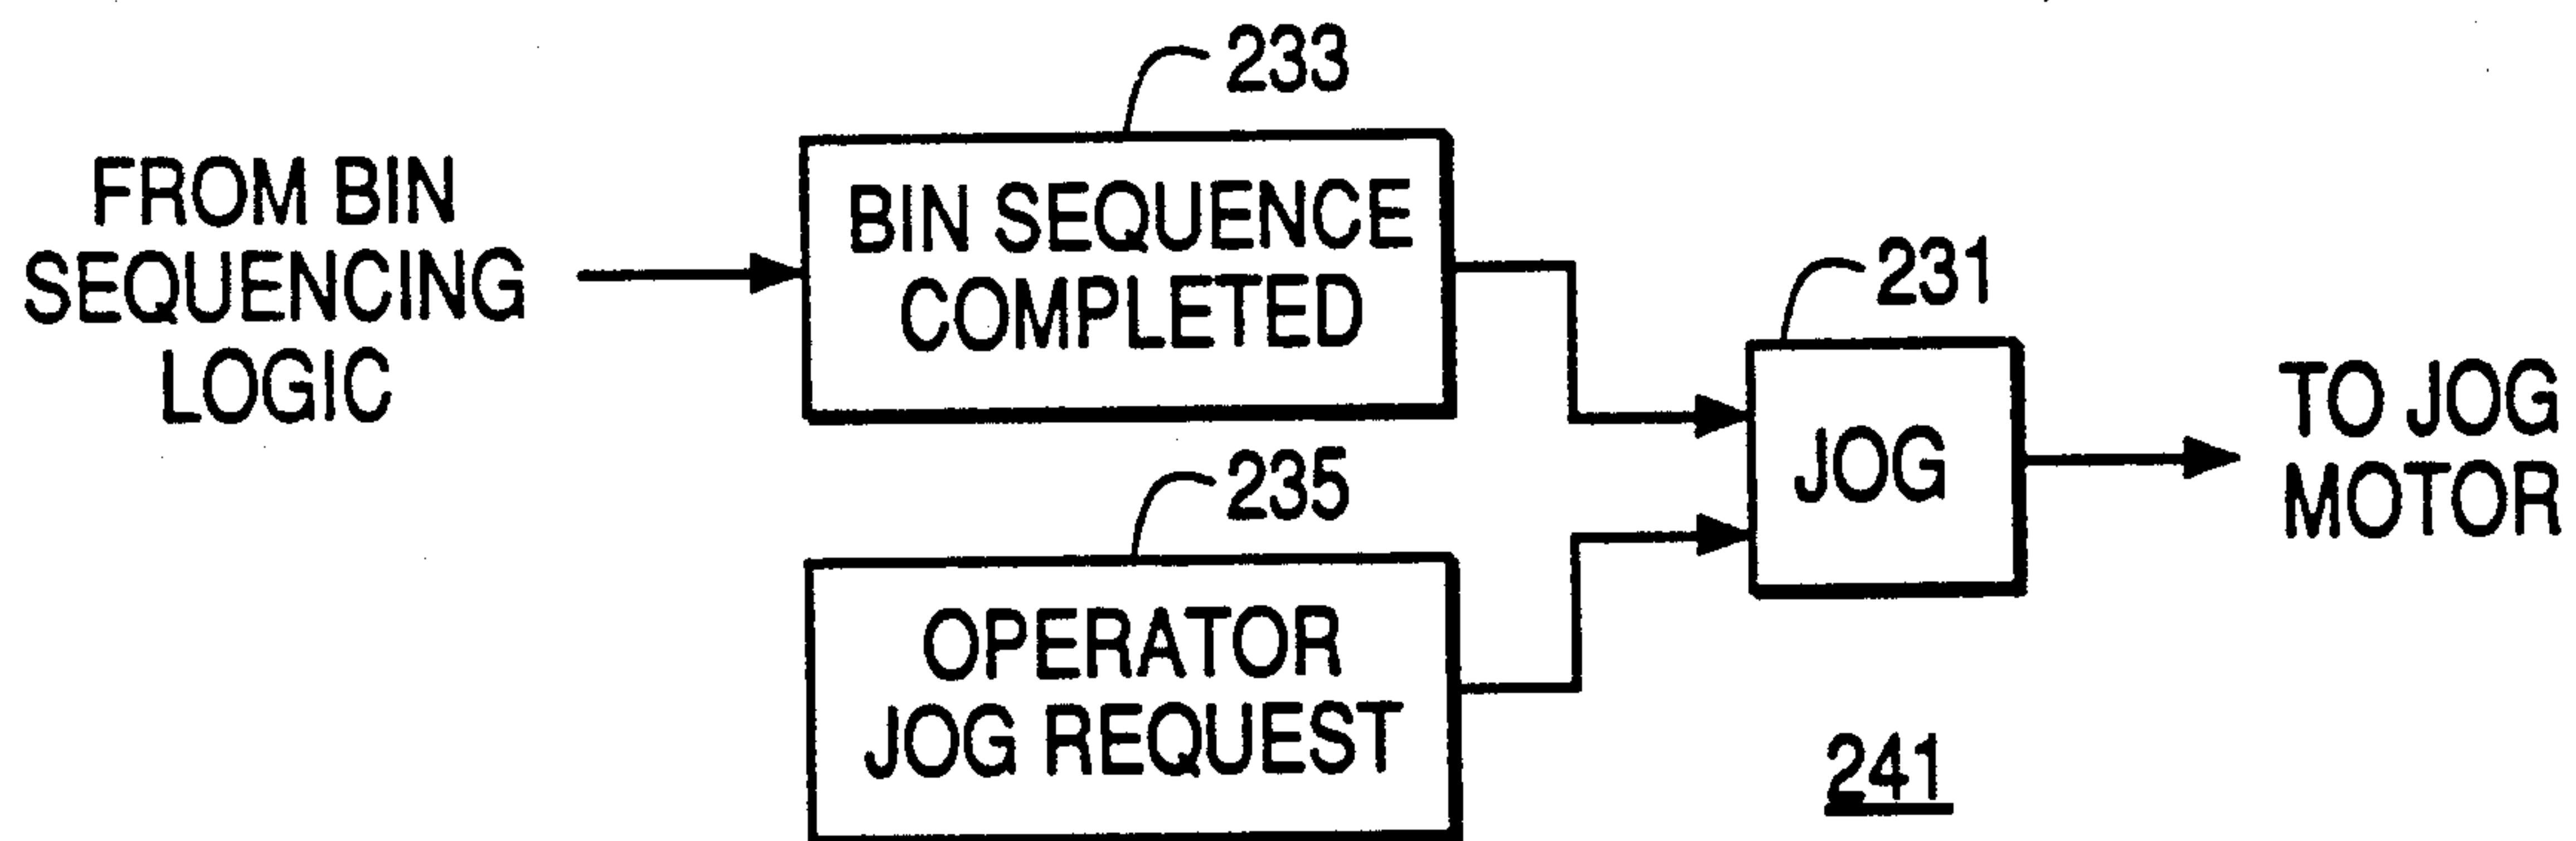 233
FROM BIN
SEQUENCING
LOGIC
BIN SEQUENCE
COMPLETED
231
JOG
TO JOG
MOTOR
235
OPERATOR
JOG REQUEST
241